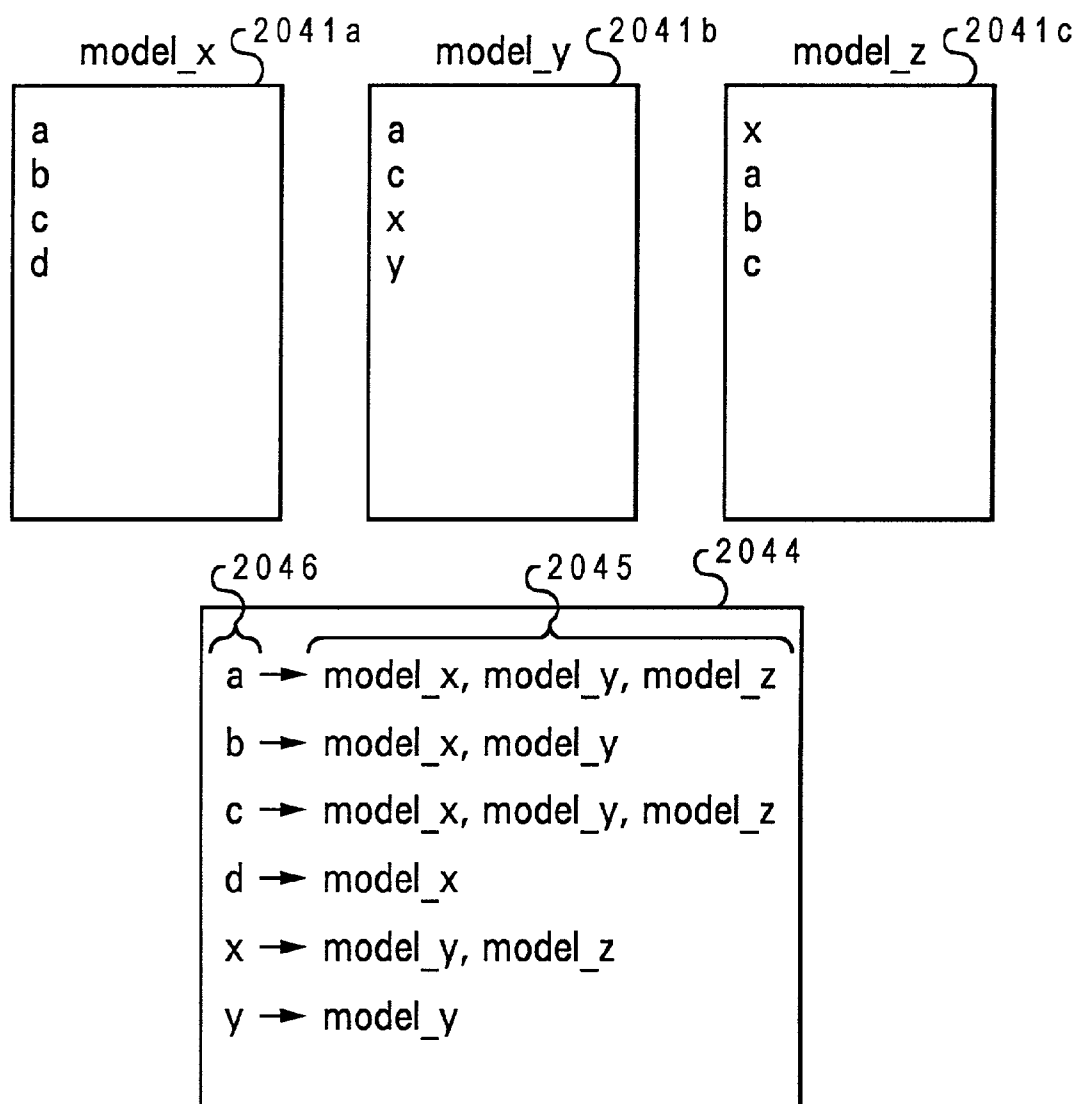 model_x 2041a
model_y 2041b
model_z 2041c
a
b
c
d
a
c
x
y
x
a
b
c
2046
2045
2044
a → model_x, model_y, model_z
b → model_x, model_y
c → model_x, model_y, model_z
d → model_x
x → model_y, model_z
y → model_y